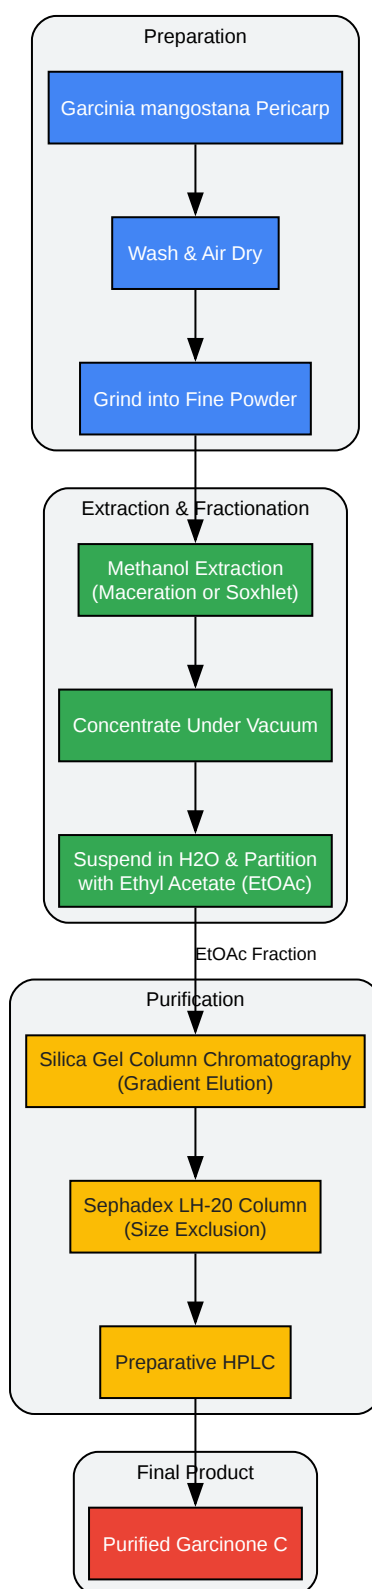 Preparation
Garcinia mangostana Pericarp
Wash & Air Dry
Grind into Fine Powder
Extraction & Fractionation
Methanol Extraction
(Maceration or Soxhlet)
Concentrate Under Vacuum
Suspend in H2O & Partition
with Ethyl Acetate (EtOAc)
EtOAc Fraction
Purification
Silica Gel Column Chromatography
(Gradient Elution)
Sephadex LH-20 Column
(Size Exclusion)
Preparative HPLC
Final Product
Purified Garcinone C